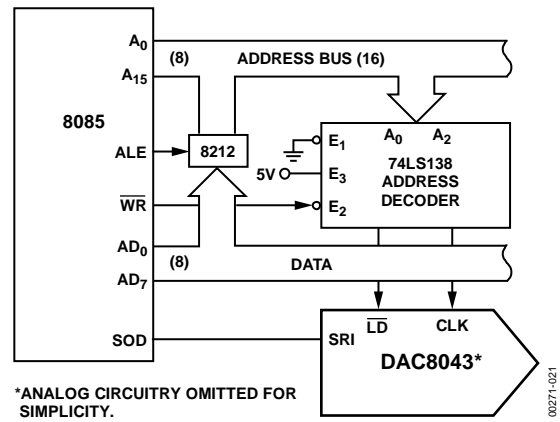 A0
(8)
ADDRESS BUS (16)
A15
8085
ALE
8212
E1
A0 A2
5V
E3
74LS138
ADDRESS
DECODER
WR
E2
AD0
(8)
DATA
AD7
LD
CLK
SOD
SRI
DAC8043*
*ANALOG CIRCUITRY OMITTED FOR
SIMPLICITY.
00271-021